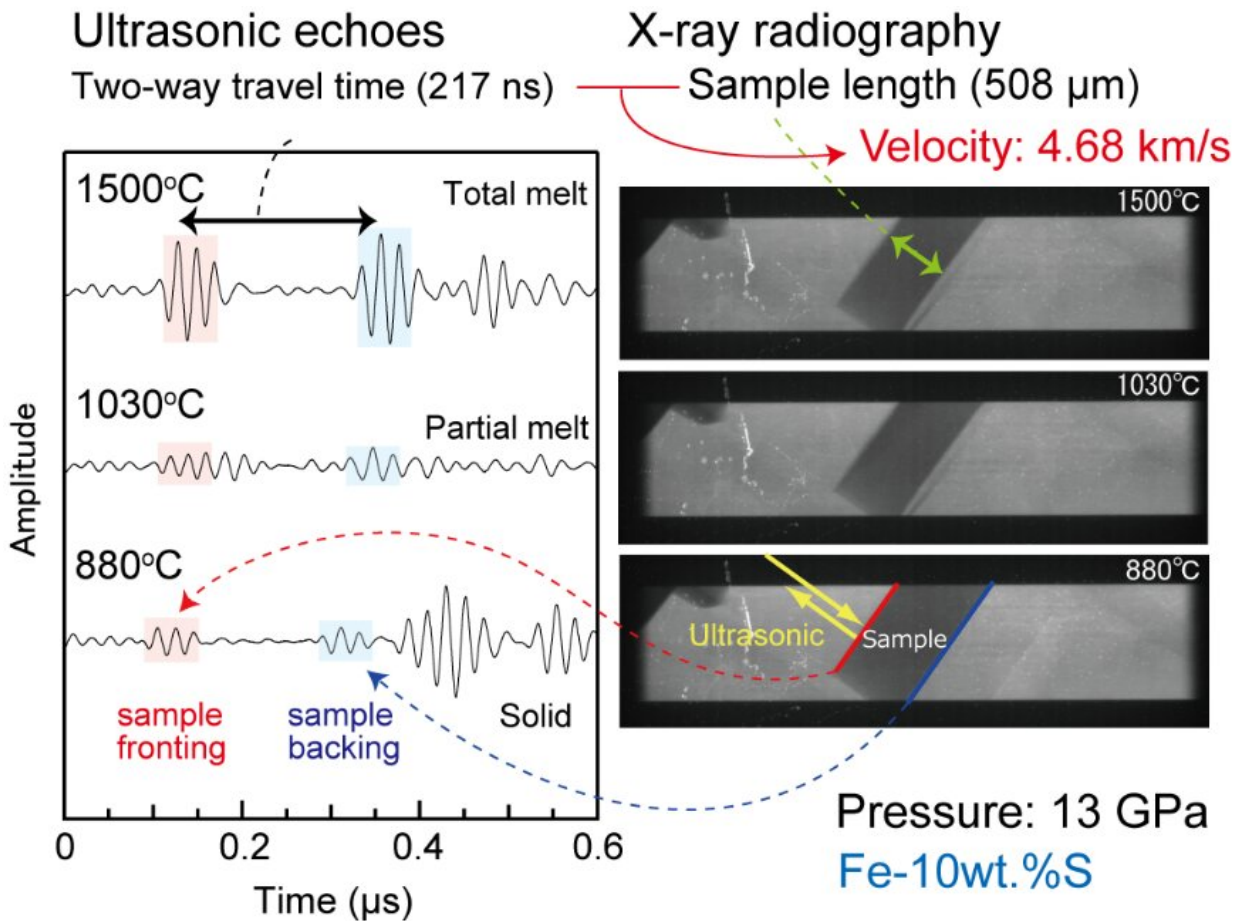 Ultrasonic echoes
Two-way travel time (217 ns)
X-ray radiography
Sample length (508 µm)
Velocity: 4.68 km/s
1500°C
Total melt
1030°C
Partial melt
880°C
sample
fronting
sample
backing
Solid
Amplitude
0
0.2
0.4
0.6
Time (µs)
1500℃
1030℃
880℃
Ultrasonic
Sample
Pressure: 13 GPa
Fe-10wt.%S